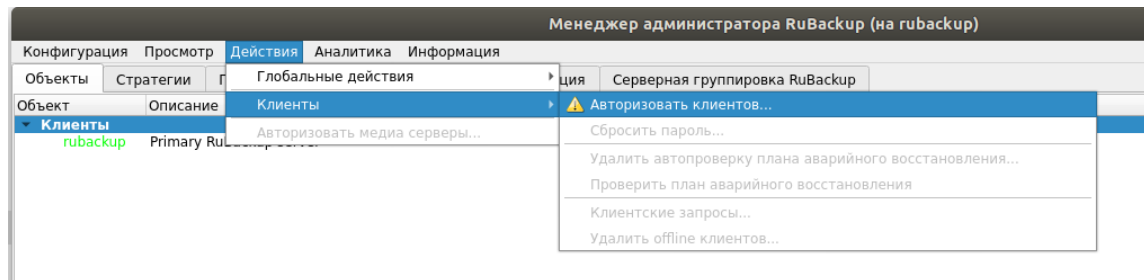 Менеджер администратора RuBackup (на rubackup)
Конфигурация Просмотр Действия Аналитика Информация
Объекты Стратегии Глобальные действия Серверная группировка RuBackup
Объект Описание Клиенты Авторизовать клиентов...
Клиенты Авторизовать медиа серверы... Сбросить пароль...
rubackup Primary
Удалить автопроверку плана аварийного восстановления...
Проверить план аварийного восстановления
Клиентские запросы...
Удалить offline клиентов...